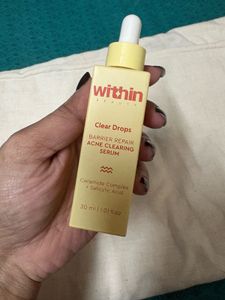 within
BEAUTY
Clear Drops
BARRIER REPAIR
ACNE CLEARING
SERUM
Ceramide Complex
+ Salicylic Acid
30 ml | 1.01 fl.oz